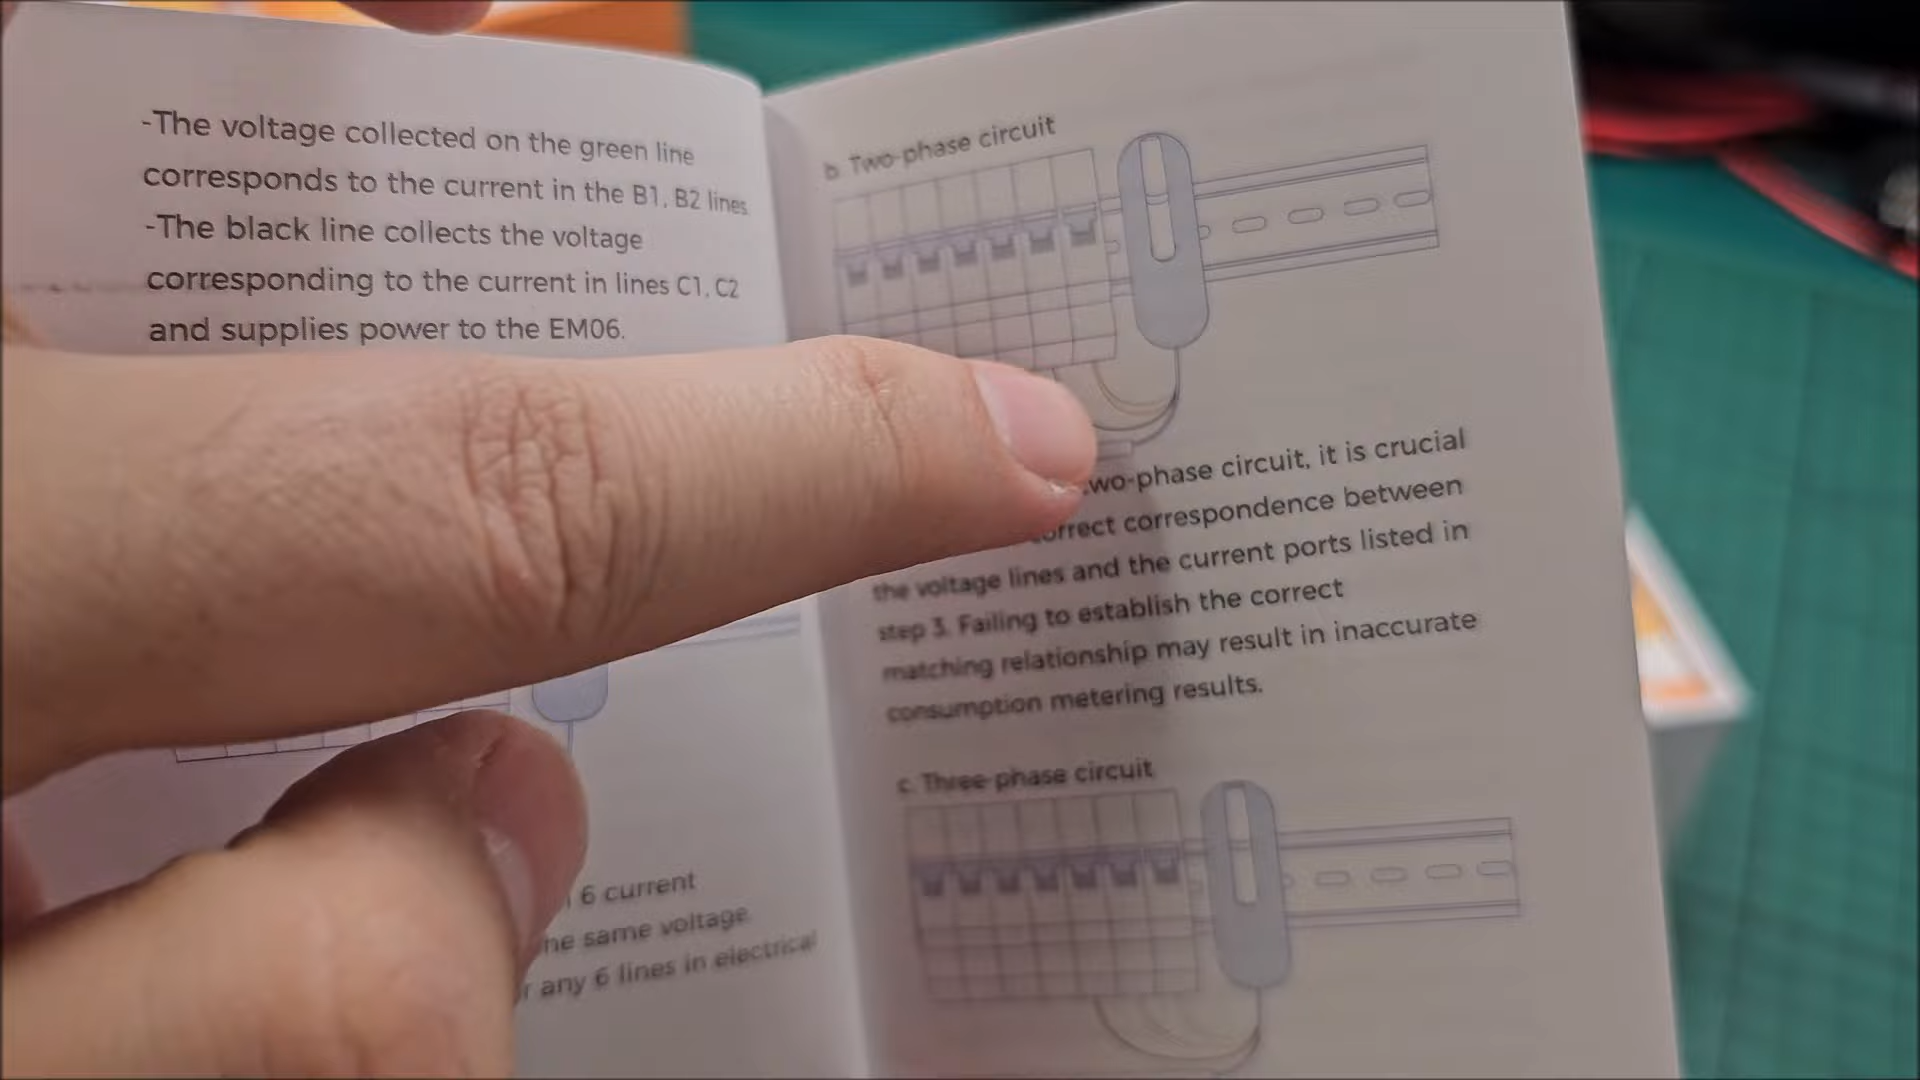 -The voltage collected on the green line
corresponds to the current in the B1, B2 lines
-The black line collects the voltage
corresponding to the current in lines C1, C2
and supplies power to the EM06.
6 current
same voltage
any 6 lines in electrical
b. Two-phase circuit
two-phase circuit, it is crucial
correct correspondence between
the voltage lines and the current ports listed in
step 3. Failing to establish the correct
matching relationship may result in inaccurate
consumption metering results.
c. Three-phase circuit